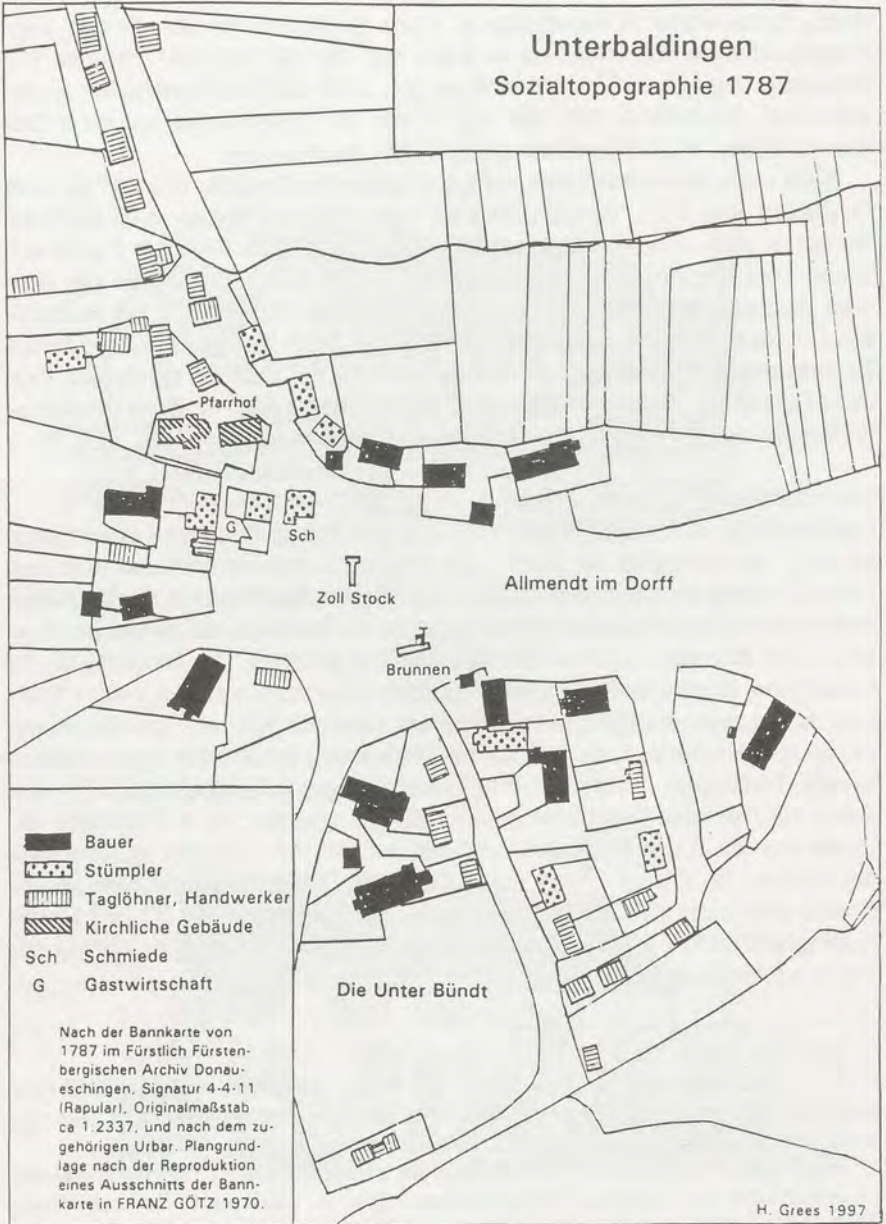 Unterbaldingen
Sozialtopographie 1787
Pfarrhof
G
Sch
Zoll Stock
Allmendt im Dorff
Brunnen
Bauer
Stümpler
Taglöhner, Handwerker
Kirchliche Gebäude
Sch Schmiede
G Gastwirtschaft
Die Unter Bündt
Nach der Bannkarte von
1787 im Fürstlich Fürsten-
bergischen Archiv Donau-
eschingen, Signatur 4-4-11
(Rapular), Originalmaßstab
ca 1:2337, und nach dem zu-
gehörigen Urbar. Plangrund-
lage nach der Reproduktion
eines Ausschnitts der Bann-
karte in FRANZ GÖTZ 1970.
H. Grees 1997